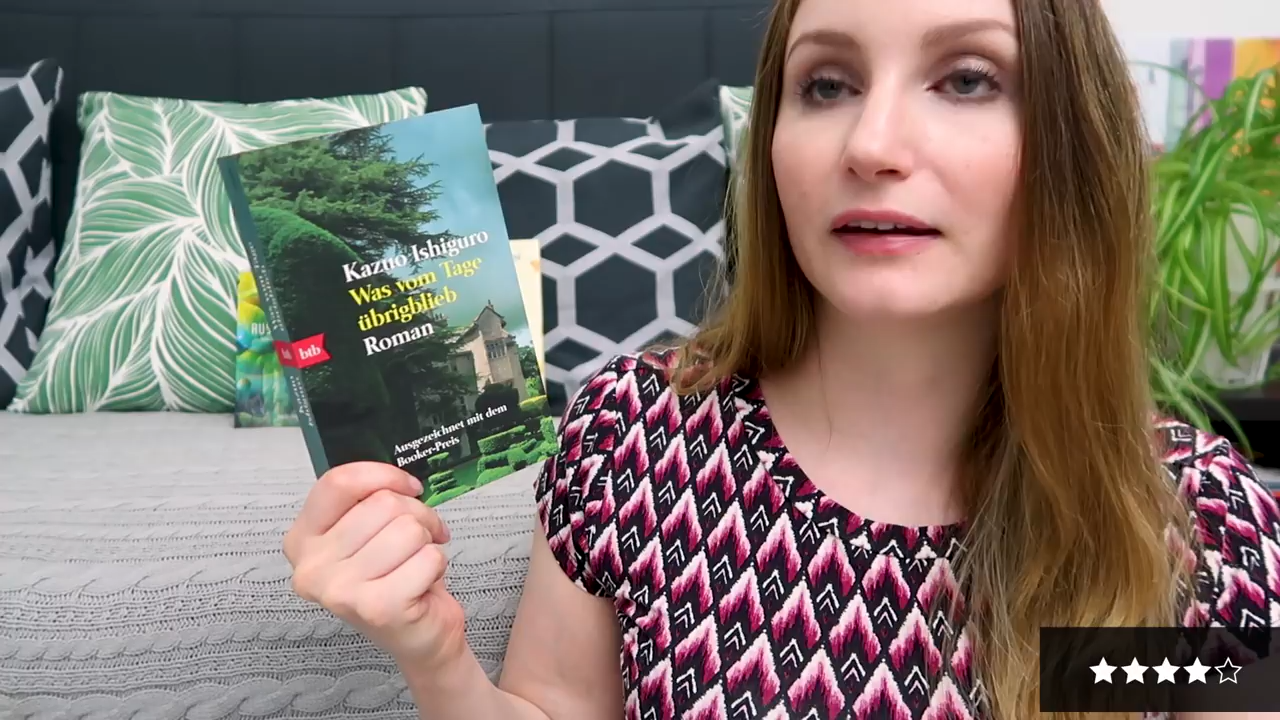 Kazuo Ishiguro
Was vom Tage
übrigblieb
Roman
btb
Ausgezeichnet mit dem
Booker-Preis